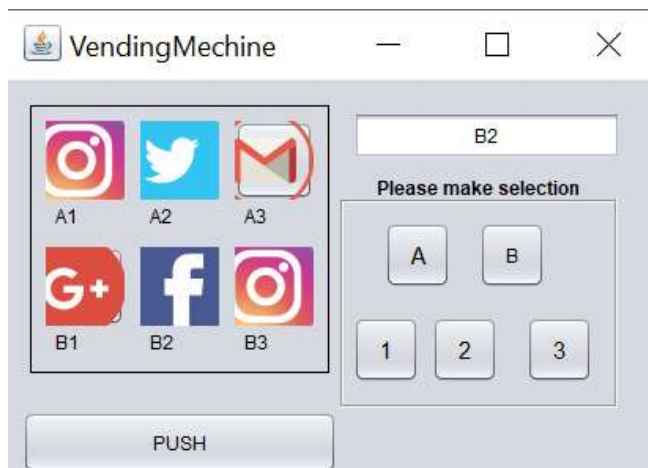 VendingMechine
B2
Please make selection
A1 A2 A3
A B
G+
B1 B2 B3
1 2 3
PUSH